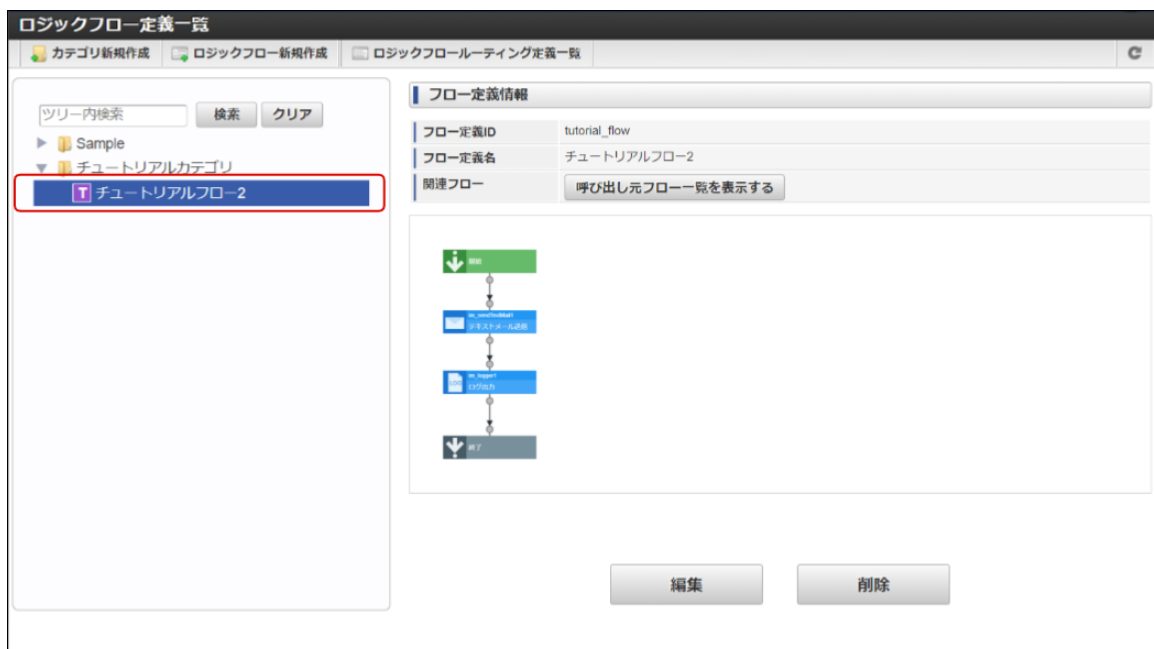 ロジックフロー定義一覧
カテゴリ新規作成 ロジックフロー新規作成 ロジックフロールーティング定義一覧
ツリー内検索 検索 クリア
Sample
チュートリアルカテゴリ
T チュートリアルフロー2
フロー定義情報
フロー定義ID tutorial_flow
フロー定義名 チュートリアルフロー2
関連フロー 呼び出し元フロー一覧を表示する
開始
im_sendTextMail1
テキストメール送信
im_logger1
LOG ログ出力
終了
編集 削除